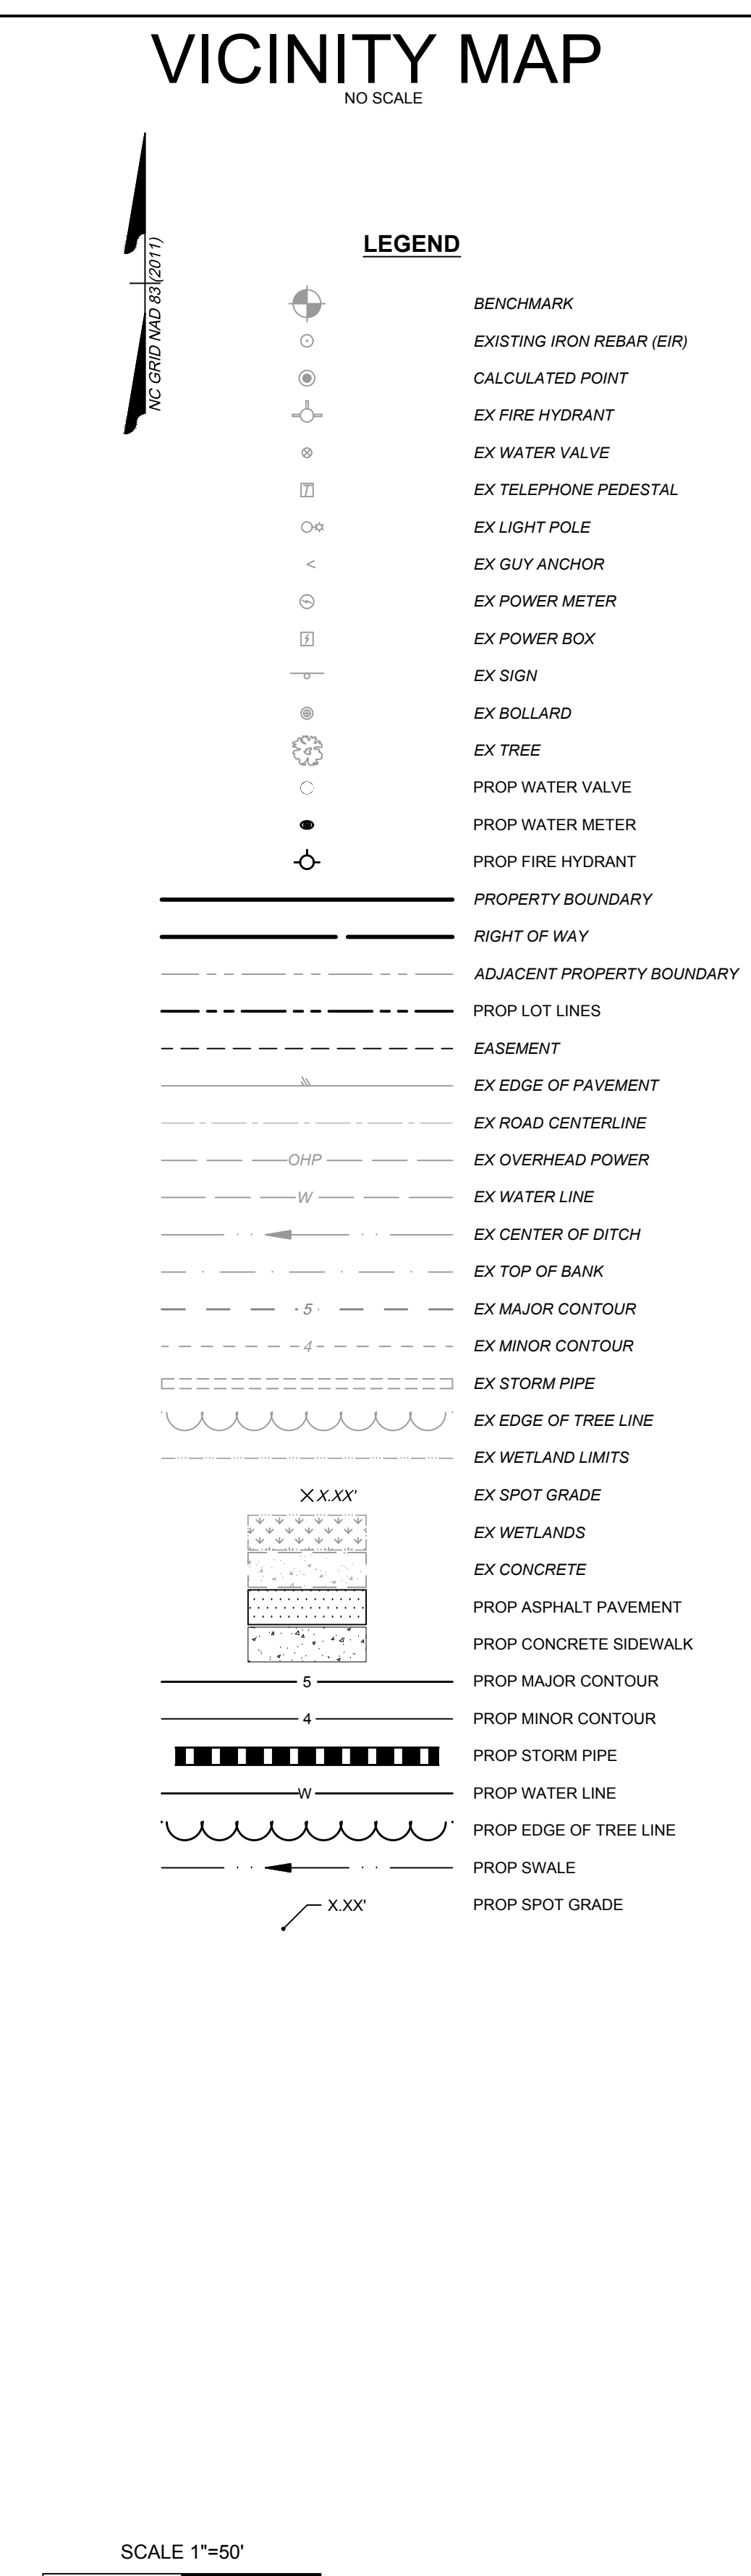 VICINITY MAP
NO SCALE
NC GRID NAD 83 (2011)
LEGEND
BENCHMARK
EXISTING IRON REBAR (EIR)
CALCULATED POINT
EX FIRE HYDRANT
EX WATER VALVE
T EX TELEPHONE PEDESTAL
EX LIGHT POLE
EX GUY ANCHOR
EX POWER METER
EX POWER BOX
EX SIGN
EX BOLLARD
EX TREE
PROP WATER VALVE
PROP WATER METER
PROP FIRE HYDRANT
PROPERTY BOUNDARY
RIGHT OF WAY
ADJACENT PROPERTY BOUNDARY
PROP LOT LINES
EASEMENT
EX EDGE OF PAVEMENT
EX ROAD CENTERLINE
OHP EX OVERHEAD POWER
W EX WATER LINE
EX CENTER OF DITCH
EX TOP OF BANK
5 EX MAJOR CONTOUR
4 EX MINOR CONTOUR
EX STORM PIPE
EX EDGE OF TREE LINE
EX WETLAND LIMITS
X.XX' EX SPOT GRADE
EX WETLANDS
EX CONCRETE
PROP ASPHALT PAVEMENT
PROP CONCRETE SIDEWALK
5 PROP MAJOR CONTOUR
4 PROP MINOR CONTOUR
PROP STORM PIPE
W PROP WATER LINE
PROP EDGE OF TREE LINE
PROP SWALE
X.XX' PROP SPOT GRADE
SCALE 1"=50'